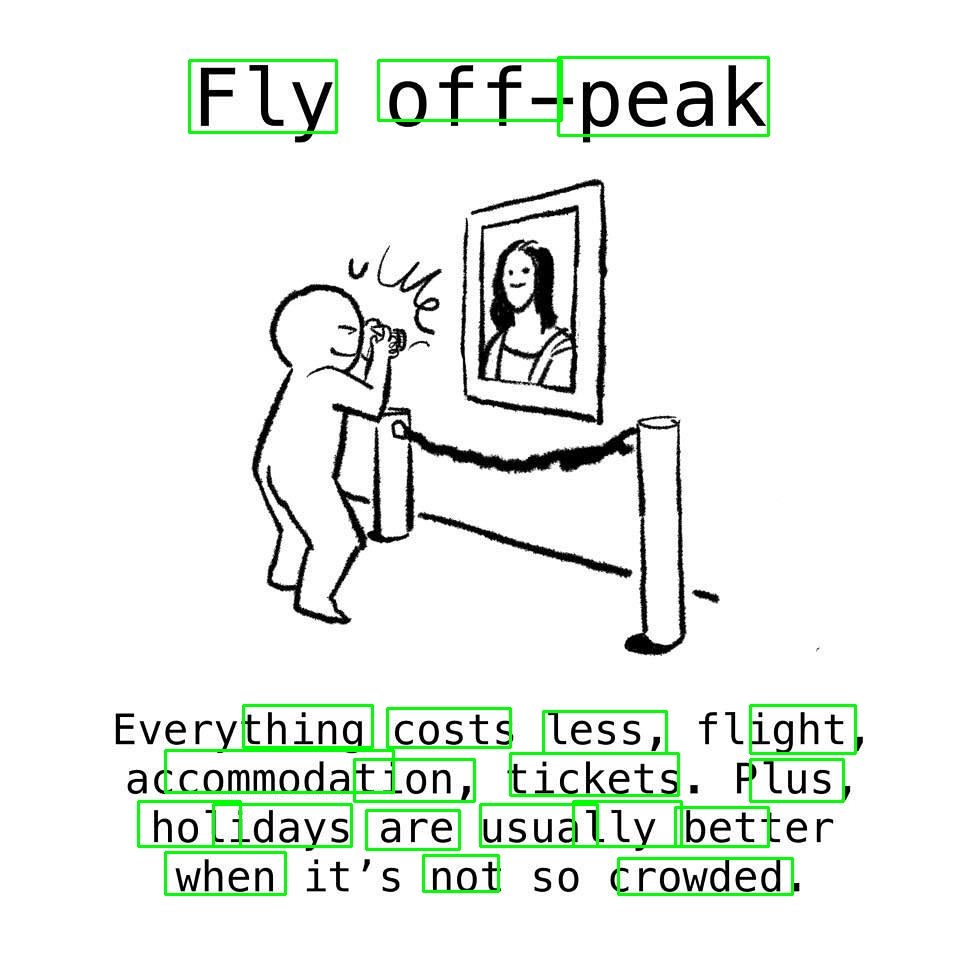 Fly off-peak
Everything costs less, flight,
accommodation, tickets. Plus,
holidays are usually better
when it’s not so crowded.